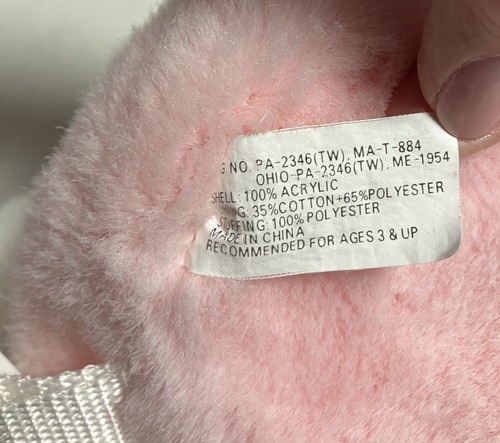 G.NO. PA-2346(TW), MA-T-884
OHIO-PA-2346(TW), ME-1954
SHELL: 100% ACRYLIC
G: 35%COTTON+65%POLYESTER
STUFFING: 100% POLYESTER
MADE IN CHINA
RECOMMENDED FOR AGES 3 & UP